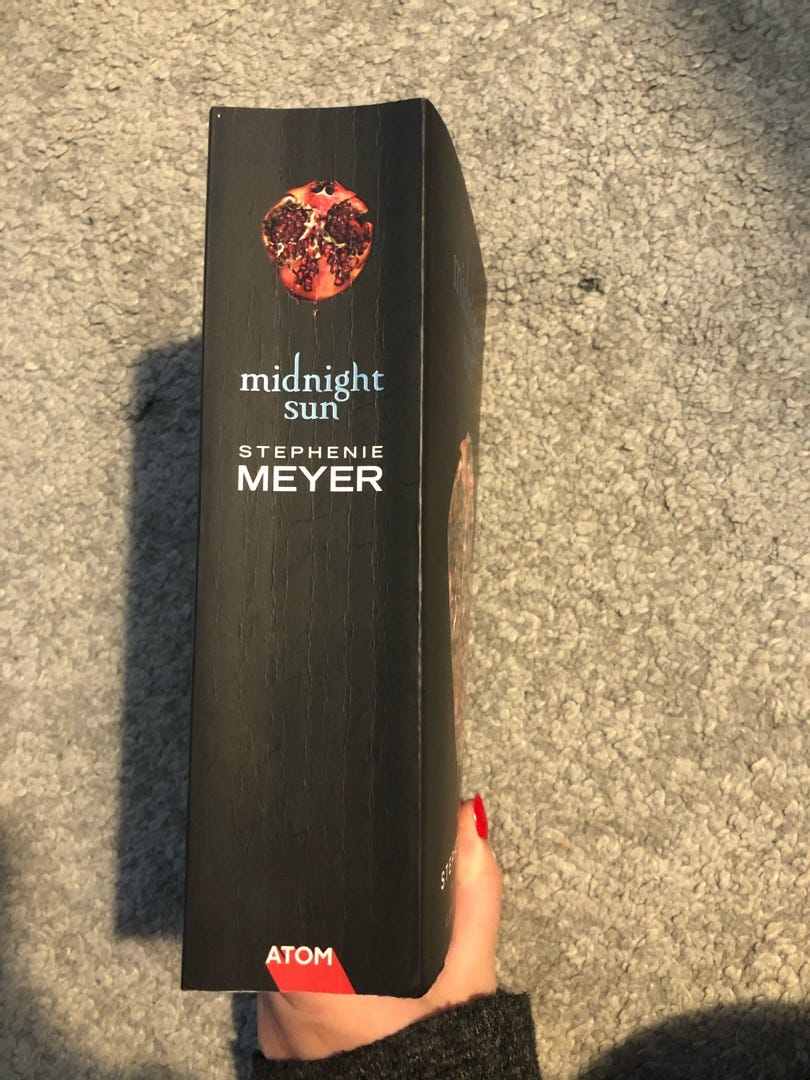 midnight
sun
STEPHENIE
MEYER
ATOM